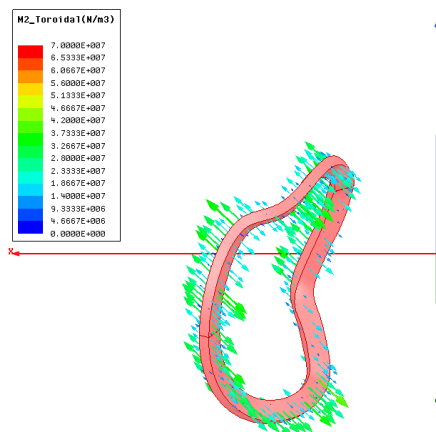 M2_Toroidal(N/m3)
7.0000E+007
6.5333E+007
6.0667E+007
5.6000E+007
5.1333E+007
4.6667E+007
4.2000E+007
3.7333E+007
3.2667E+007
2.8000E+007
2.3333E+007
1.8667E+007
1.4000E+007
9.3333E+006
4.6667E+006
0.0000E+000
X